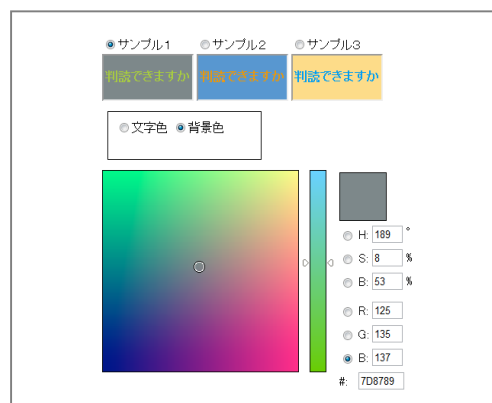 サンプル1 サンプル2 サンプル3
判読できますか 判読できますか 判読できますか
文字色 背景色
H: 189 °
S: 8 %
B: 53 %
R: 125
G: 135
B: 137
#: 7D8789